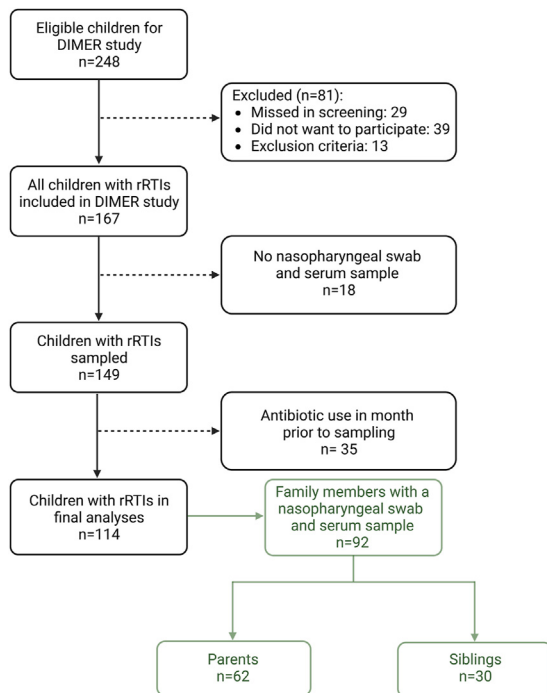 Eligible children for
DIMER study
n=248
Excluded (n=81):
• Missed in screening: 29
• Did not want to participate: 39
• Exclusion criteria: 13
All children with rRTIs
included in DIMER study
n=167
No nasopharyngeal swab
and serum sample
n=18
Children with rRTIs
sampled
n=149
Antibiotic use in month
prior to sampling
n= 35
Children with rRTIs in
final analyses
n=114
Family members with a
nasopharyngeal swab
and serum sample
n=92
Parents
n=62
Siblings
n=30